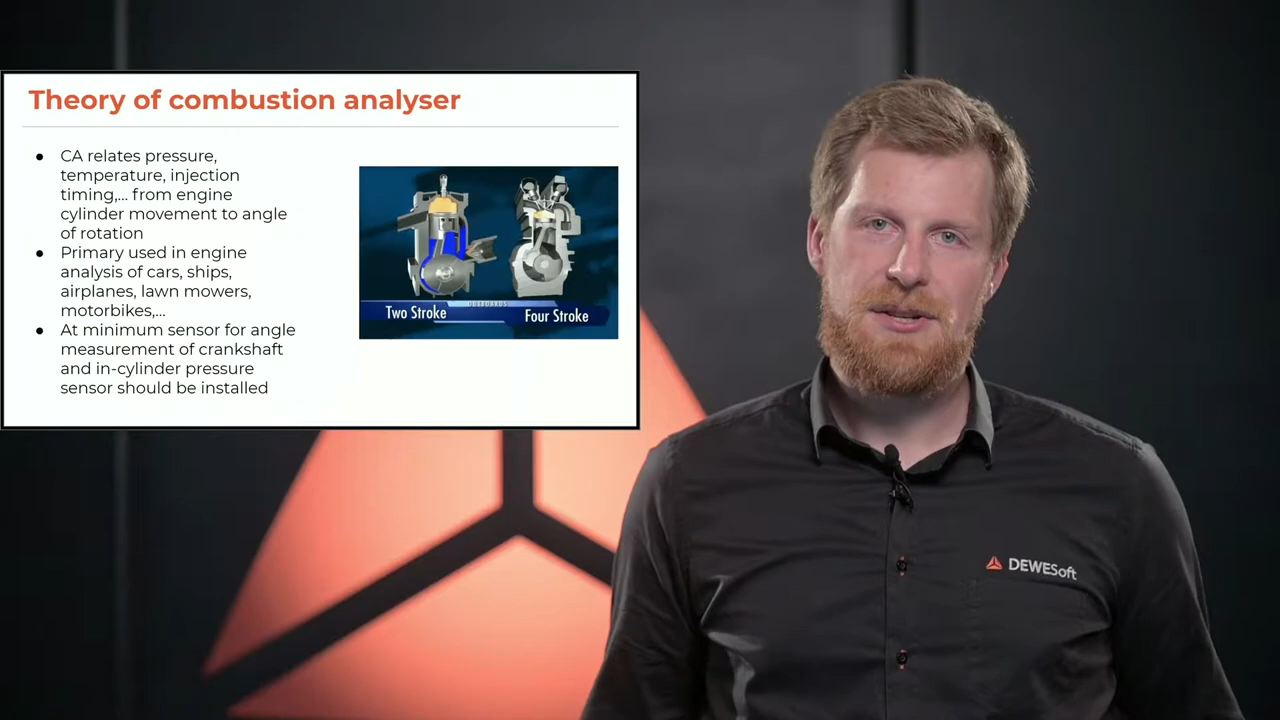 Theory of combustion analyser
● CA relates pressure,
temperature, injection
timing,... from engine
cylinder movement to angle
of rotation
● Primary used in engine
analysis of cars, ships,
airplanes, lawn mowers,
motorbikes,...
● At minimum sensor for angle
measurement of crankshaft
and in-cylinder pressure
sensor should be installed
OUTBOARDS
Two Stroke
Four Stroke
DEWESoft